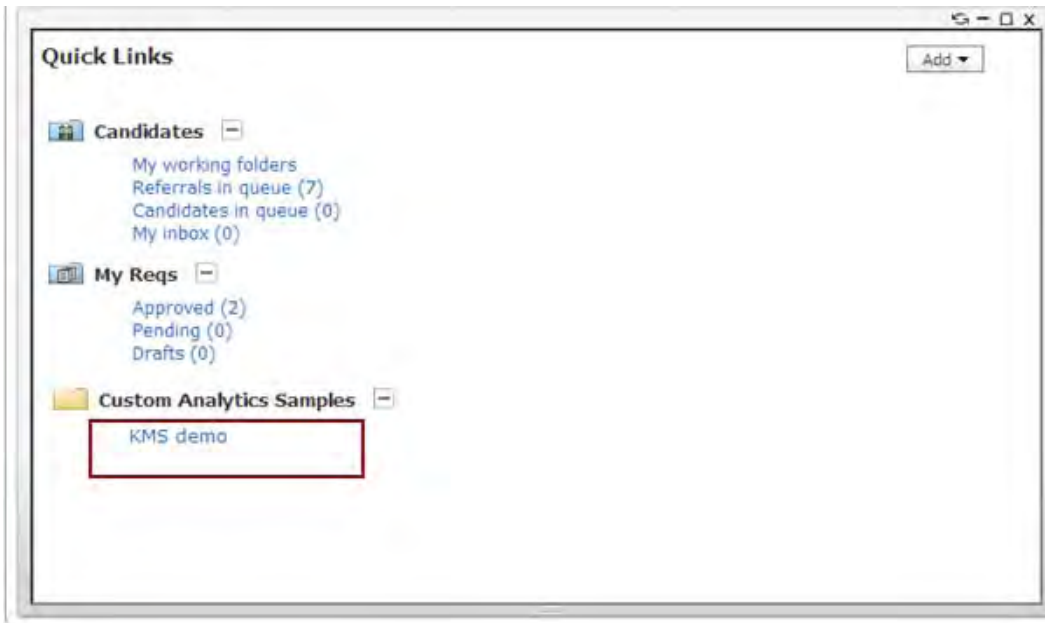 Quick Links
Add
Candidates
My working folders
Referrals in queue (7)
Candidates in queue (0)
My inbox (0)
My Reqs
Approved (2)
Pending (0)
Drafts (0)
Custom Analytics Samples
KMS demo